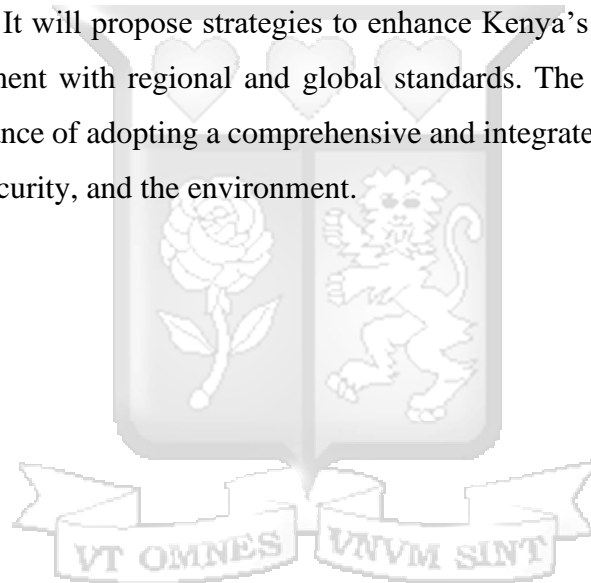 It will propose strategies to enhance Kenya's
ment with regional and global standards. The
ance of adopting a comprehensive and integrate
curity, and the environment.
VT OMNES VNVM SINT